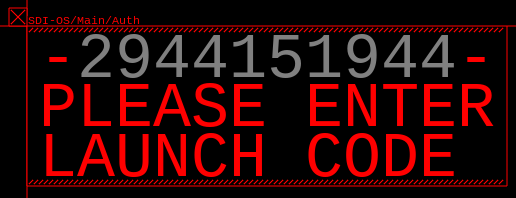 SDI-OS/Main/Auth
-2944151944-
PLEASE ENTER
LAUNCH CODE